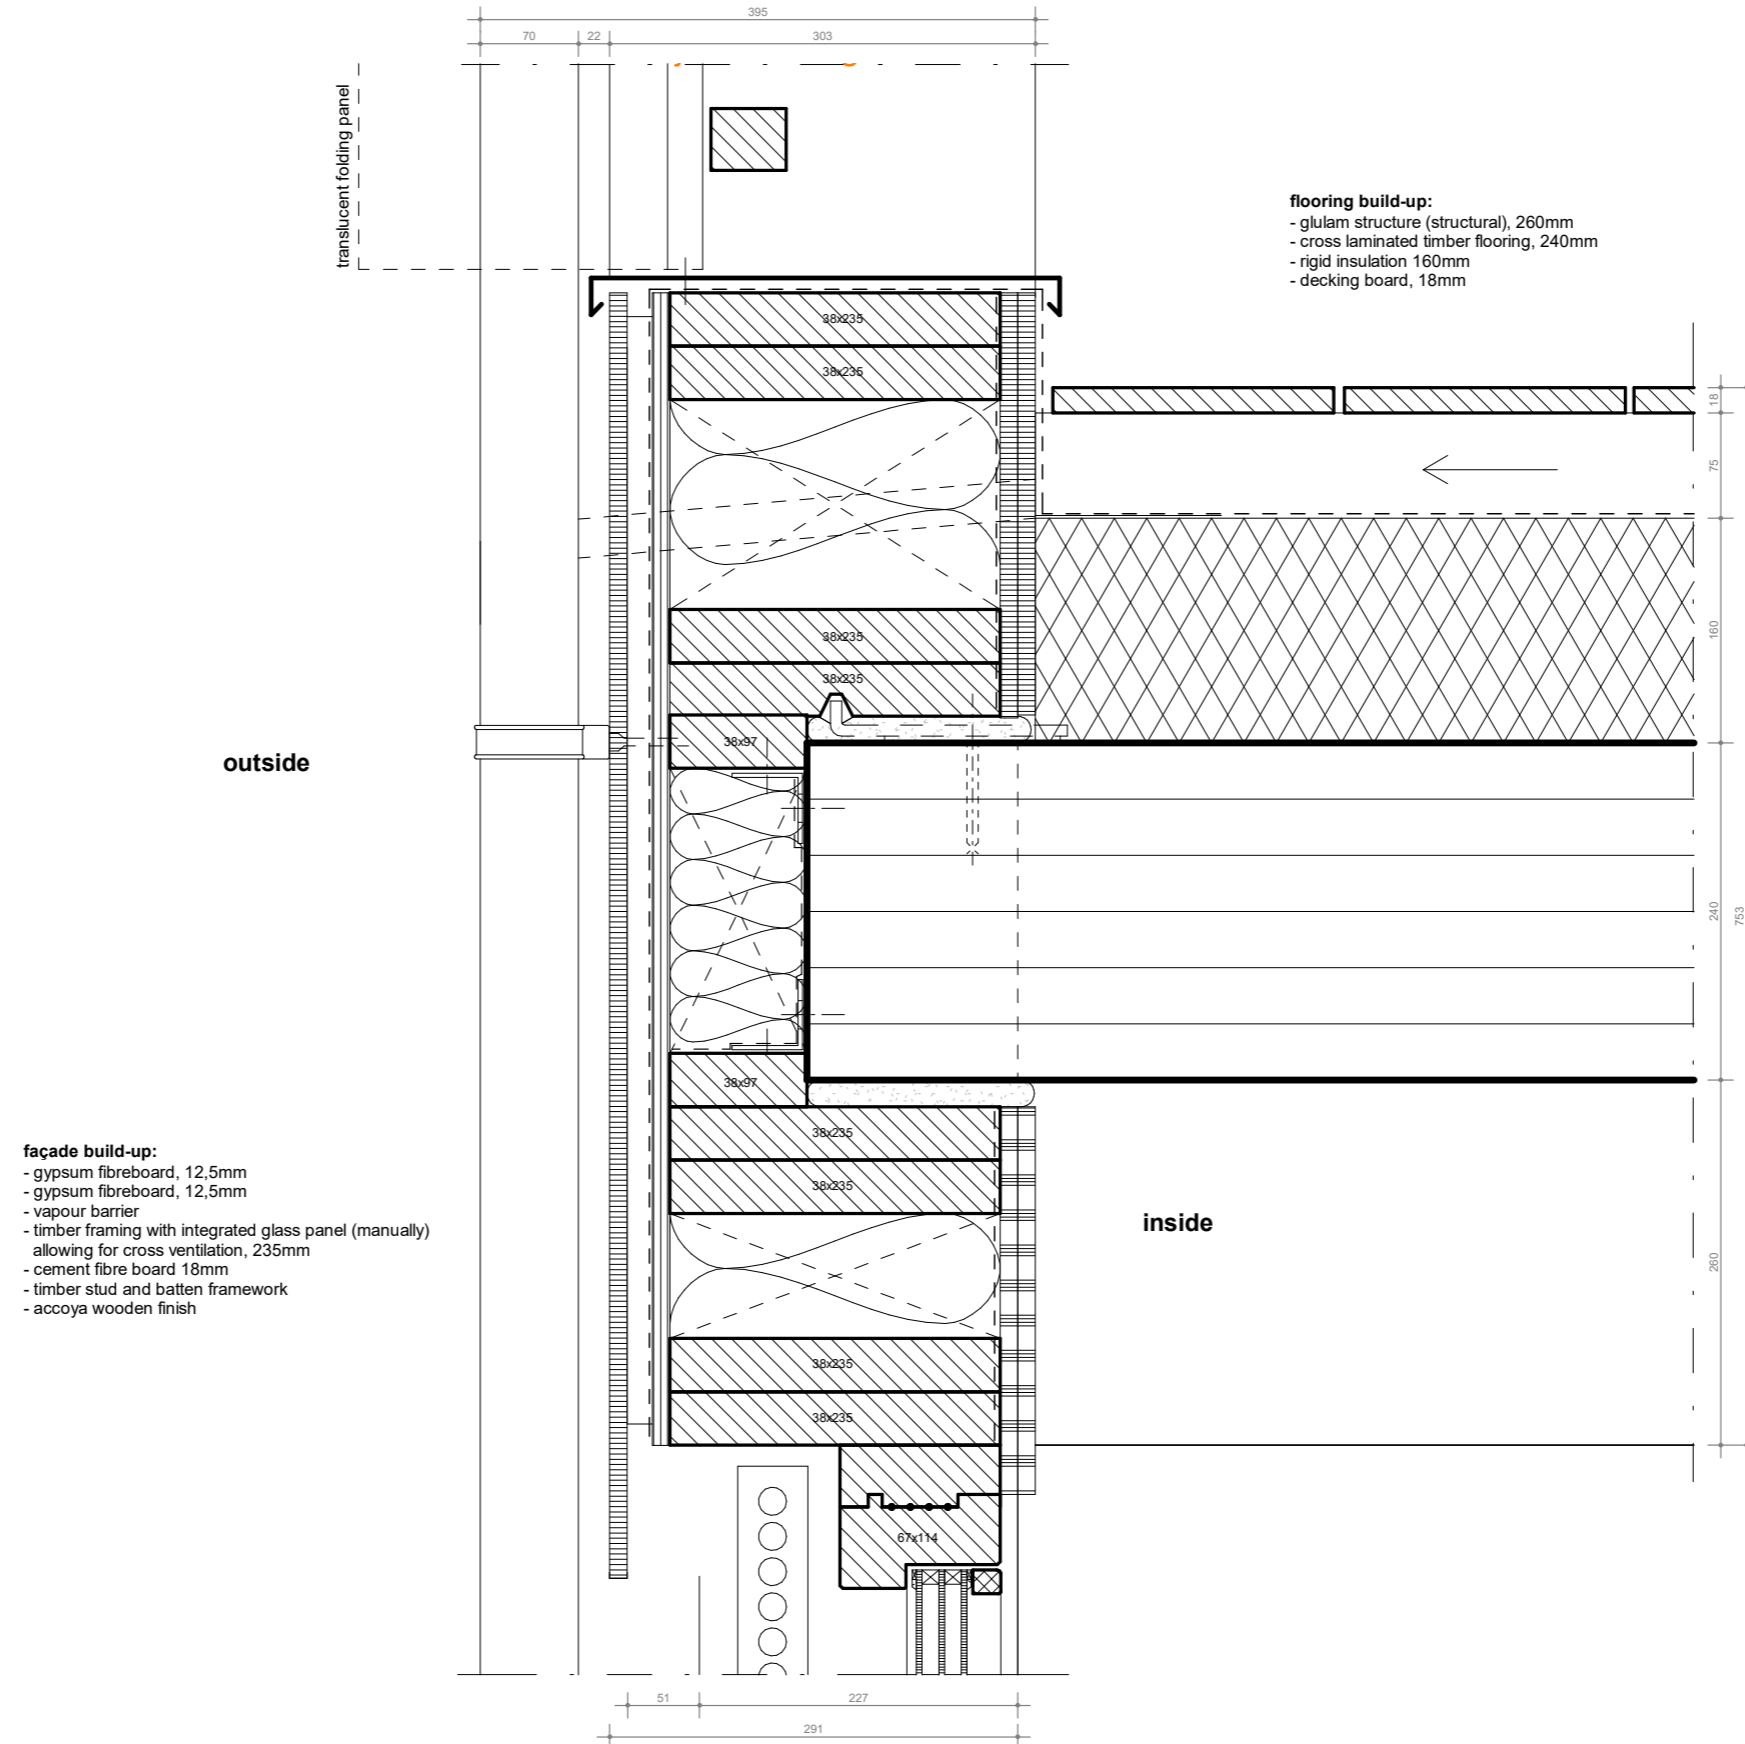 395
70
22
303
translucent folding panel
flooring build-up:
- glulam structure (structural), 260mm
- cross laminated timber flooring, 240mm
- rigid insulation 160mm
- decking board, 18mm
38x235
38x235
18
75
38x235
160
38x235
38x97
outside
240
753
38x97
38x235
façade build-up:
- gypsum fibreboard, 12,5mm
- gypsum fibreboard, 12,5mm
- vapour barrier
- timber framing with integrated glass panel (manually)
allowing for cross ventilation, 235mm
- cement fibre board 18mm
- timber stud and batten framework
- accoya wooden finish
38x235
inside
260
38x235
38x235
67x114
51
227
291